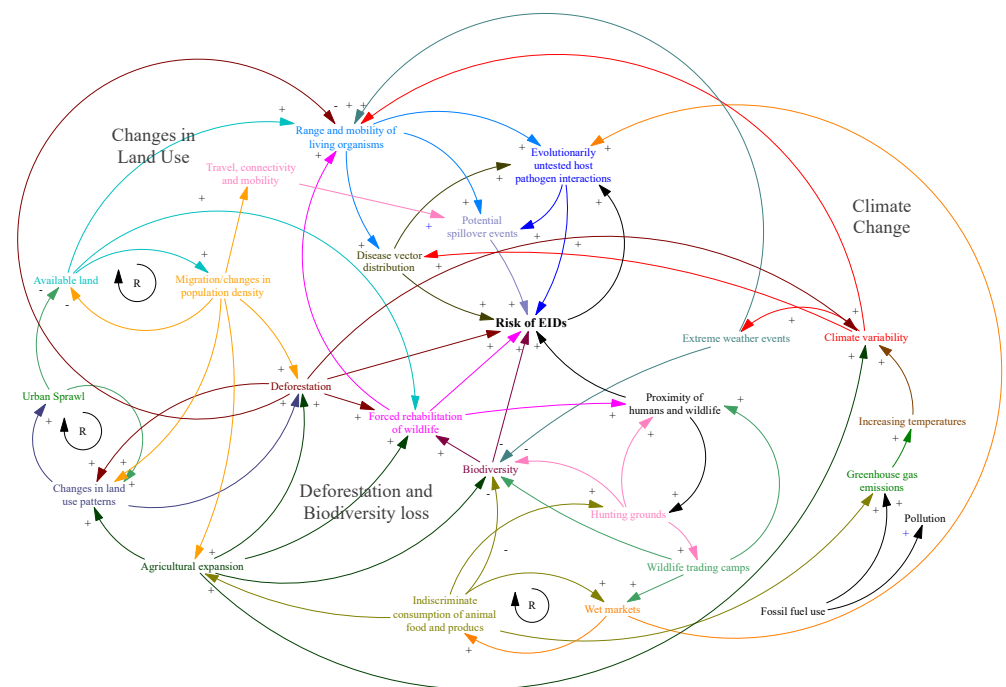 Changes in
Land Use
Range and mobility of
living organisms
Evolutionarily
untested host
pathogen interactions
Travel, connectivity
and mobility
Climate
Change
Potential
spillover events
Disease vector
distribution
Available land
R
Migration/changes in
population density
Risk of EIDs
Extreme weather events
Climate variability
Deforestation
Urban Sprawl
Forced rehabilitation
of wildlife
Proximity of
humans and wildlife
Increasing temperatures
R
Biodiversity
Greenhouse gas
emissions
Changes in land
use patterns
Deforestation and
Biodiversity loss
Hunting grounds
Pollution
Agricultural expansion
Wildlife trading camps
Indiscriminate
consumption of animal
food and producs
R
Wet markets
Fossil fuel use